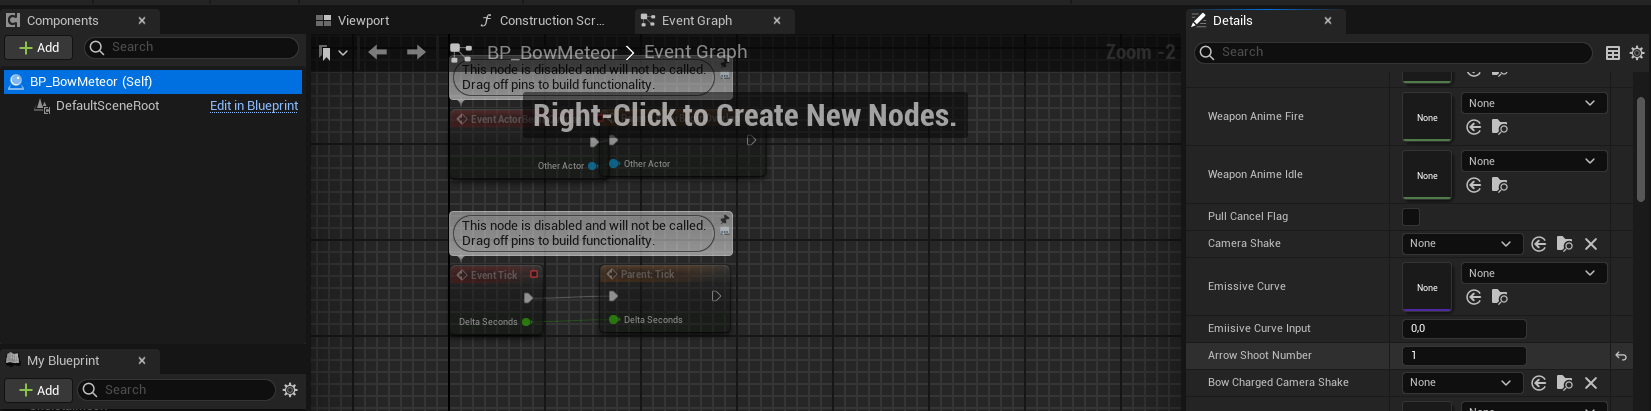 Components
Viewport
Construction Scr...
Event Graph
Details
Add
Search
BP_BowMeteor > Event Graph
Zoom -2
Search
BP_BowMeteor (Self)
DefaultSceneRoot
Edit in Blueprint
This node is disabled and will not be called.
Drag off pins to build functionality.
Right-Click to Create New Nodes.
Event Actor
Other Actor
Other Actor
This node is disabled and will not be called.
Drag off pins to build functionality.
Event Tick
Parent: Tick
Delta Seconds
Delta Seconds
My Blueprint
Add
Search
Weapon Anime Fire
None
None
Weapon Anime Idle
None
None
Pull Cancel Flag
Camera Shake
None
Emissive Curve
None
None
Emiisive Curve Input
0,0
Arrow Shoot Number
1
Bow Charged Camera Shake
None